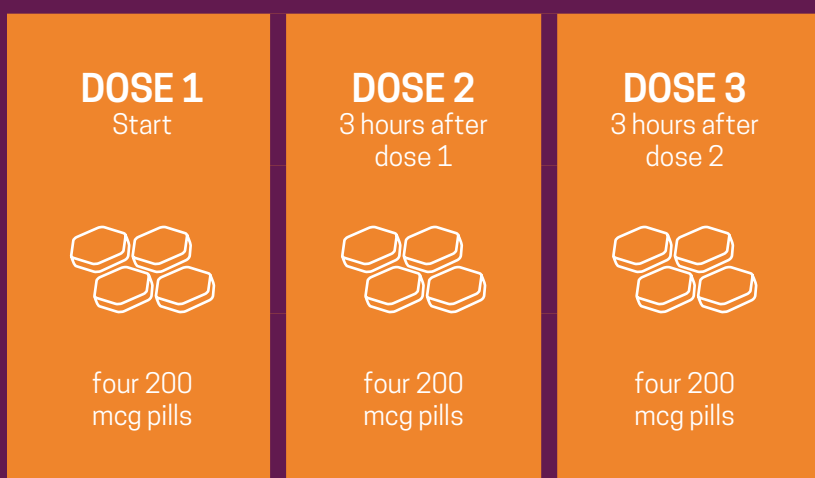 DOSE 1
Start
four 200
mcg pills
DOSE 2
3 hours after
dose 1
four 200
mcg pills
DOSE 3
3 hours after
dose 2
four 200
mcg pills